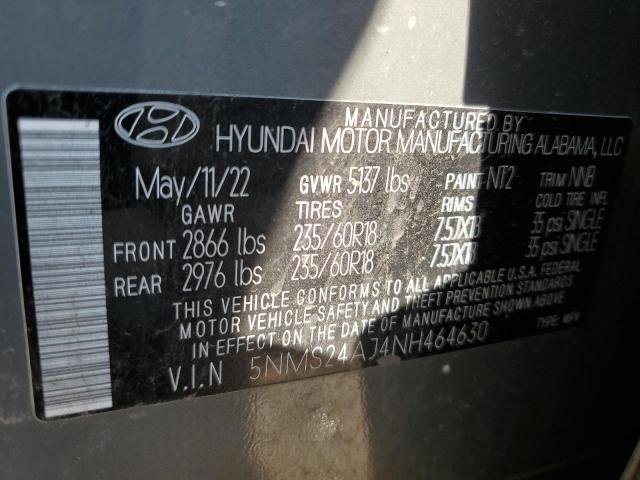 MANUFACTURED BY
HYUNDAI MOTOR MANUFACTURING ALABAMA, LLC
May/11/22 GVWR 5137 lbs PAINT NT2 TRIM NNB
GAWR TIRES RIMS COLD TIRE INFL
FRONT 2866 lbs 235/60R18 7.5JX18 35 psi SINGLE
REAR 2976 lbs 235/60R18 7.5JX18 35 psi SINGLE
THIS VEHICLE CONFORMS TO ALL APPLICABLE U.S.A. FEDERAL
MOTOR VEHICLE SAFETY AND THEFT PREVENTION STANDARDS
IN EFFECT ON THE DATE OF MANUFACTURE SHOWN ABOVE
V.I.N 5NMS24AJ4NH464630 TYPE: MPV